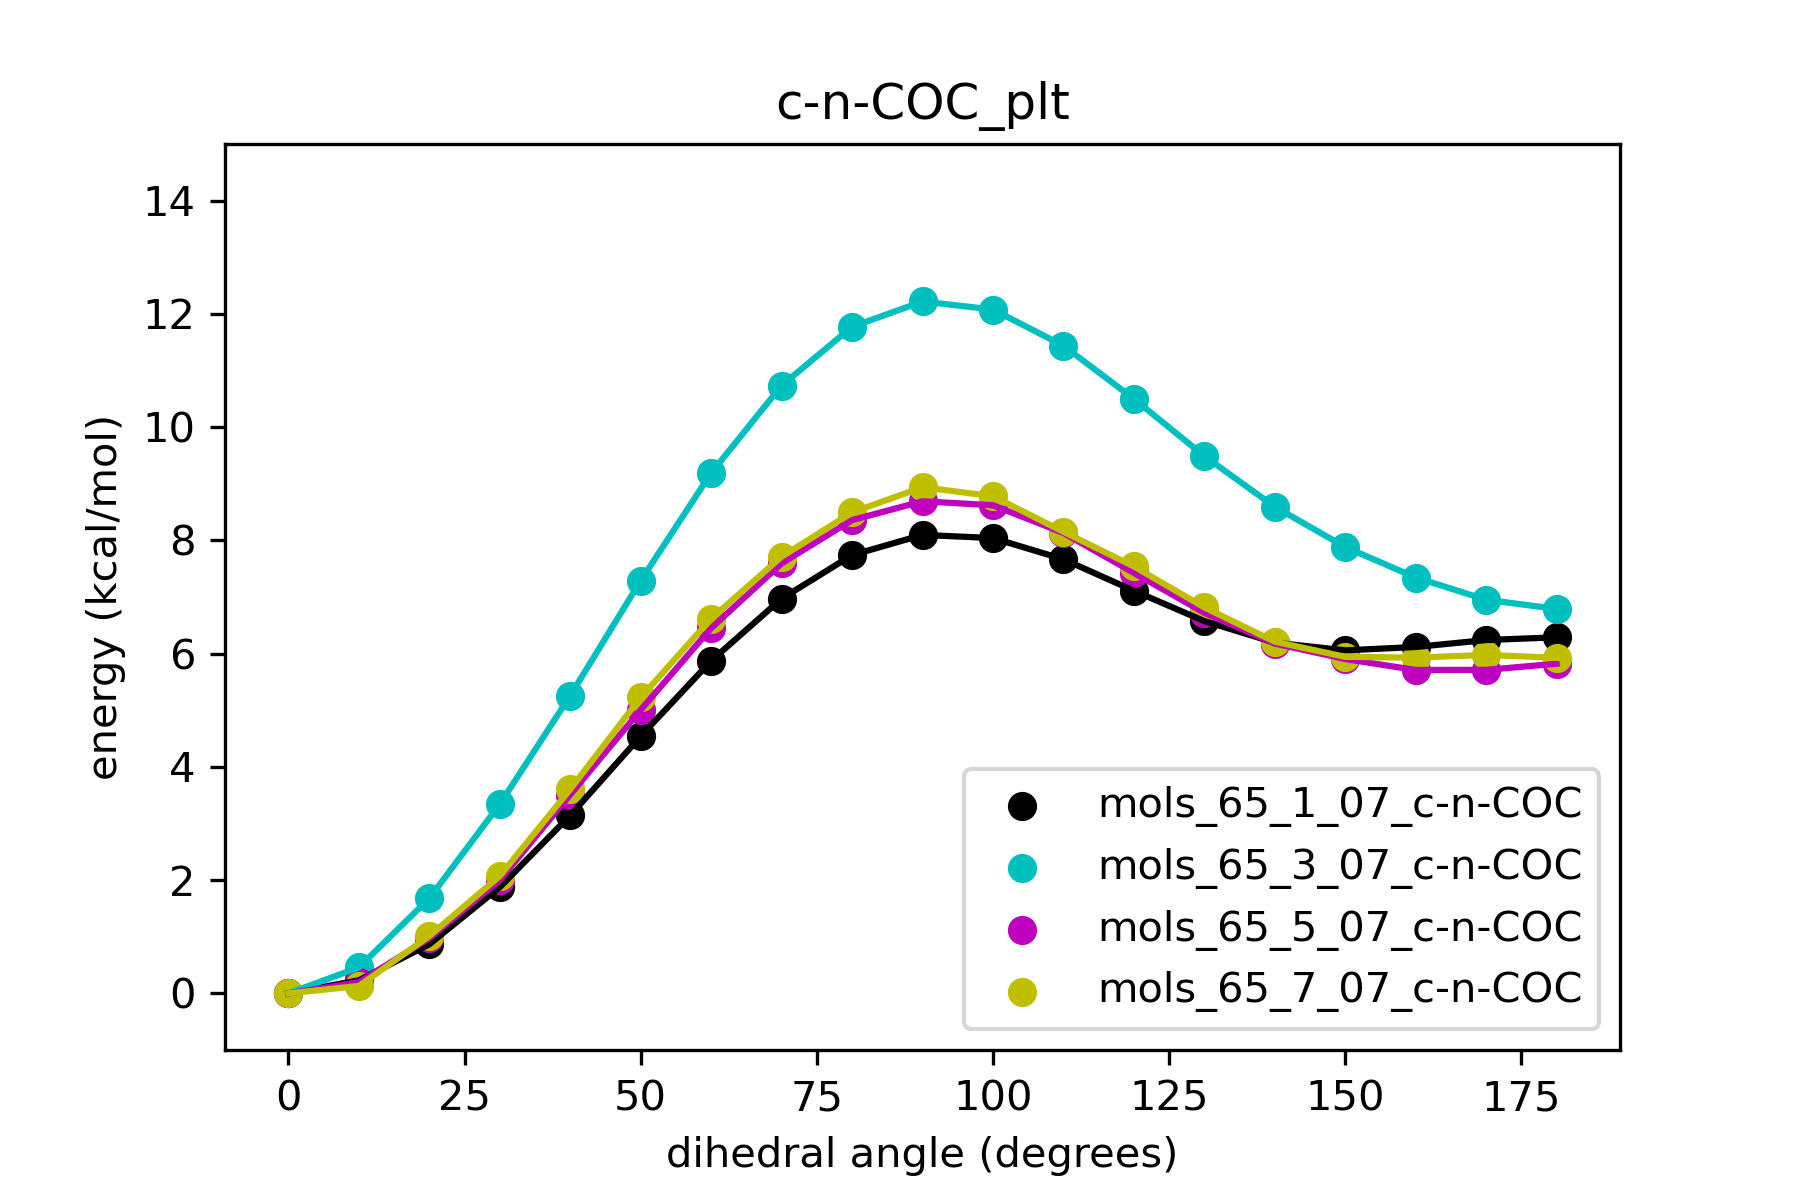 c-n-COC_plt
energy (kcal/mol)
14
12
10
8
6
4
2
0
mols_65_1_07_c-n-COC
mols_65_3_07_c-n-COC
mols_65_5_07_c-n-COC
mols_65_7_07_c-n-COC
0 25 50 75 100 125 150 175
dihedral angle (degrees)